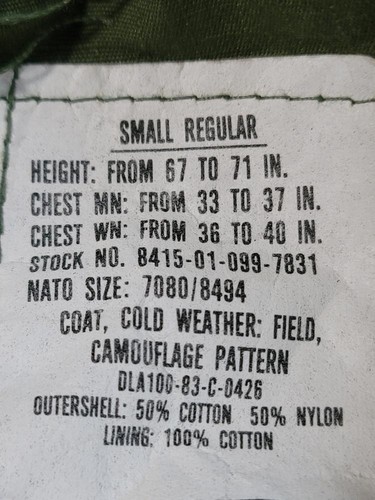 SMALL REGULAR
HEIGHT: FROM 67 TO 71 IN.
CHEST MN: FROM 33 TO 37 IN.
CHEST WN: FROM 36 TO 40 IN.
STOCK NO. 8415-01-099-7831
NATO SIZE: 7080/8494
COAT, COLD WEATHER: FIELD,
CAMOUFLAGE PATTERN
DLA100-83-C-0426
OUTERSHELL: 50% COTTON 50% NYLON
LINING: 100% COTTON